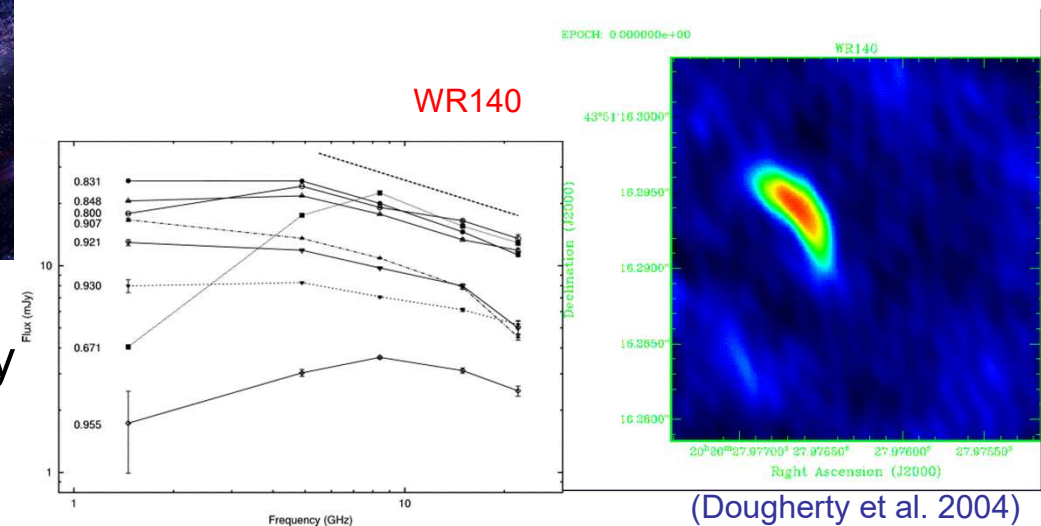 WR140
0.831
0.848
0.800
0.907
0.921
0.930
0.671
0.955
10
1
Flux (mJy)
1
10
Frequency (GHz)
y
EPOCH: 0.000000e+00
WR140
43°51'16.3000"
16.2950"
16.2900"
16.2850"
16.2800"
Declination (J2000)
20ʰ20ᵐ27.97700ˢ 27.97650ˢ 27.97600ˢ 27.97550ˢ
Right Ascension (J2000)
(Dougherty et al. 2004)